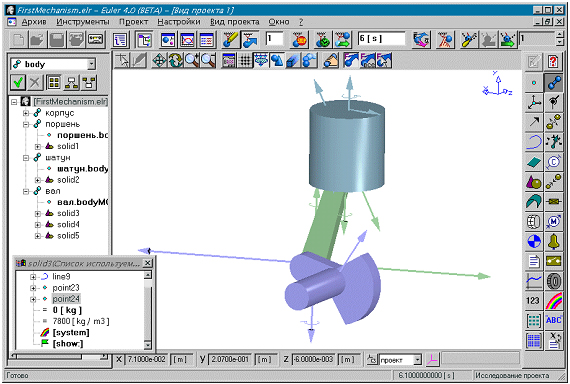 FirstMechanism.elr – Euler 4.0 (BETA) – [Вид проекта 1]
Архив Инструменты Проект Настройки Вид проекта Окно ?
1 6 [ s ] 1
body
[FirstMechanism.elr]
корпус
поршень
поршень.bo
solid1
шатун
шатун.body
solid2
вал
вал.bodyM
solid3
solid4
solid5
solid3(Список используем...
line9
point23
point24
0 [ kg ]
7800 [ kg / m3 ]
[system]
[show:]
123
ABC
X 7.1000e-002 [ m ] Y 2.0700e-001 [ m ] Z -6.0000e-003 [ m ] проект
Готово 6.1000000000 [ s ] Исследование проекта